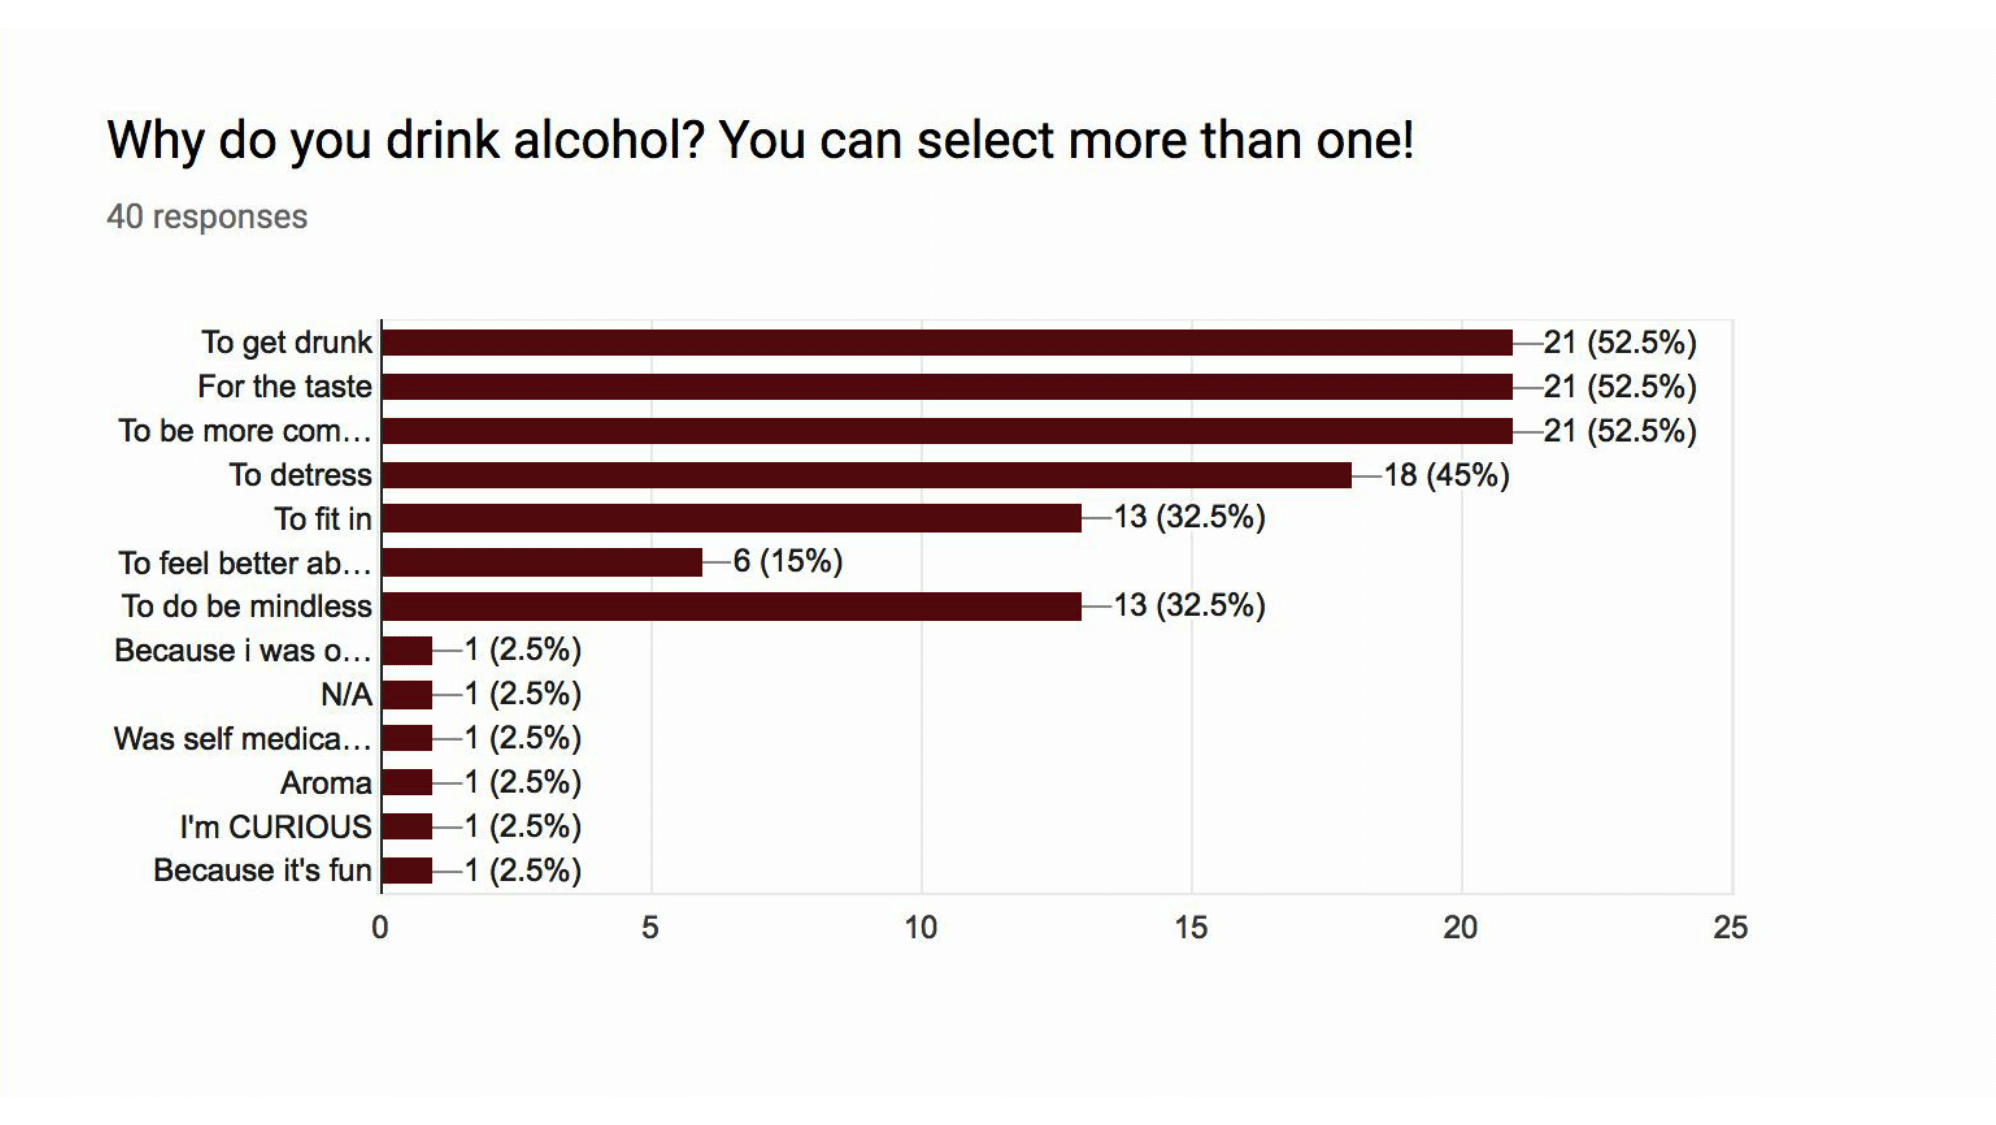 Why do you drink alcohol? You can select more than one!
40 responses
To get drunk 21 (52.5%)
For the taste 21 (52.5%)
To be more com... 21 (52.5%)
To detress 18 (45%)
To fit in 13 (32.5%)
To feel better ab... 6 (15%)
To do be mindless 13 (32.5%)
Because i was o... 1 (2.5%)
N/A 1 (2.5%)
Was self medica... 1 (2.5%)
Aroma 1 (2.5%)
I'm CURIOUS 1 (2.5%)
Because it's fun 1 (2.5%)
0 5 10 15 20 25